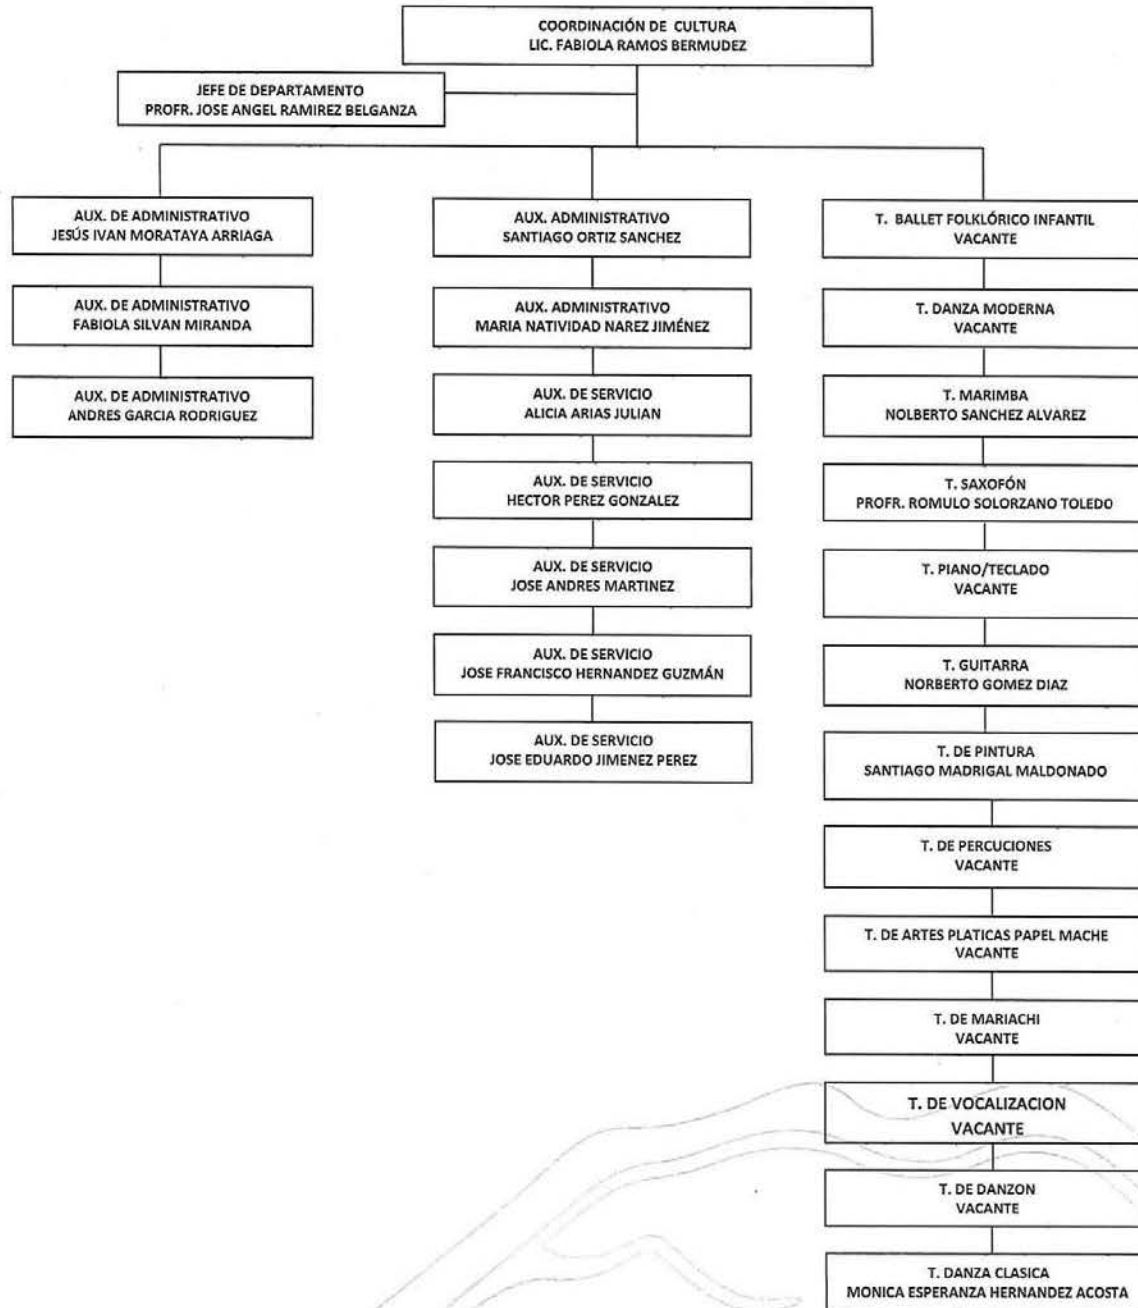 COORDINACIÓN DE CULTURA
LIC. FABIOLA RAMOS BERMUDEZ
JEFE DE DEPARTAMENTO
PROFR. JOSE ANGEL RAMIREZ BELGANZA
AUX. DE ADMINISTRATIVO
JESÚS IVAN MORATAYA ARRIAGA
AUX. DE ADMINISTRATIVO
FABIOLA SILVAN MIRANDA
AUX. DE ADMINISTRATIVO
ANDRES GARCIA RODRIGUEZ
AUX. ADMINISTRATIVO
SANTIAGO ORTIZ SANCHEZ
AUX. ADMINISTRATIVO
MARIA NATIVIDAD NAREZ JIMÉNEZ
AUX. DE SERVICIO
ALICIA ARIAS JULIAN
AUX. DE SERVICIO
HECTOR PEREZ GONZALEZ
AUX. DE SERVICIO
JOSE ANDRES MARTINEZ
AUX. DE SERVICIO
JOSE FRANCISCO HERNANDEZ GUZMÁN
AUX. DE SERVICIO
JOSE EDUARDO JIMENEZ PEREZ
T. BALLET FOLKLÓRICO INFANTIL
VACANTE
T. DANZA MODERNA
VACANTE
T. MARIMBA
NOLBERTO SANCHEZ ALVAREZ
T. SAXOFÓN
PROFR. ROMULO SOLORZANO TOLEDO
T. PIANO/TECLADO
VACANTE
T. GUITARRA
NORBERTO GOMEZ DIAZ
T. DE PINTURA
SANTIAGO MADRIGAL MALDONADO
T. DE PERCUCIONES
VACANTE
T. DE ARTES PLATICAS PAPEL MACHE
VACANTE
T. DE MARIACHI
VACANTE
T. DE VOCALIZACION
VACANTE
T. DE DANZON
VACANTE
T. DANZA CLASICA
MONICA ESPERANZA HERNANDEZ ACOSTA